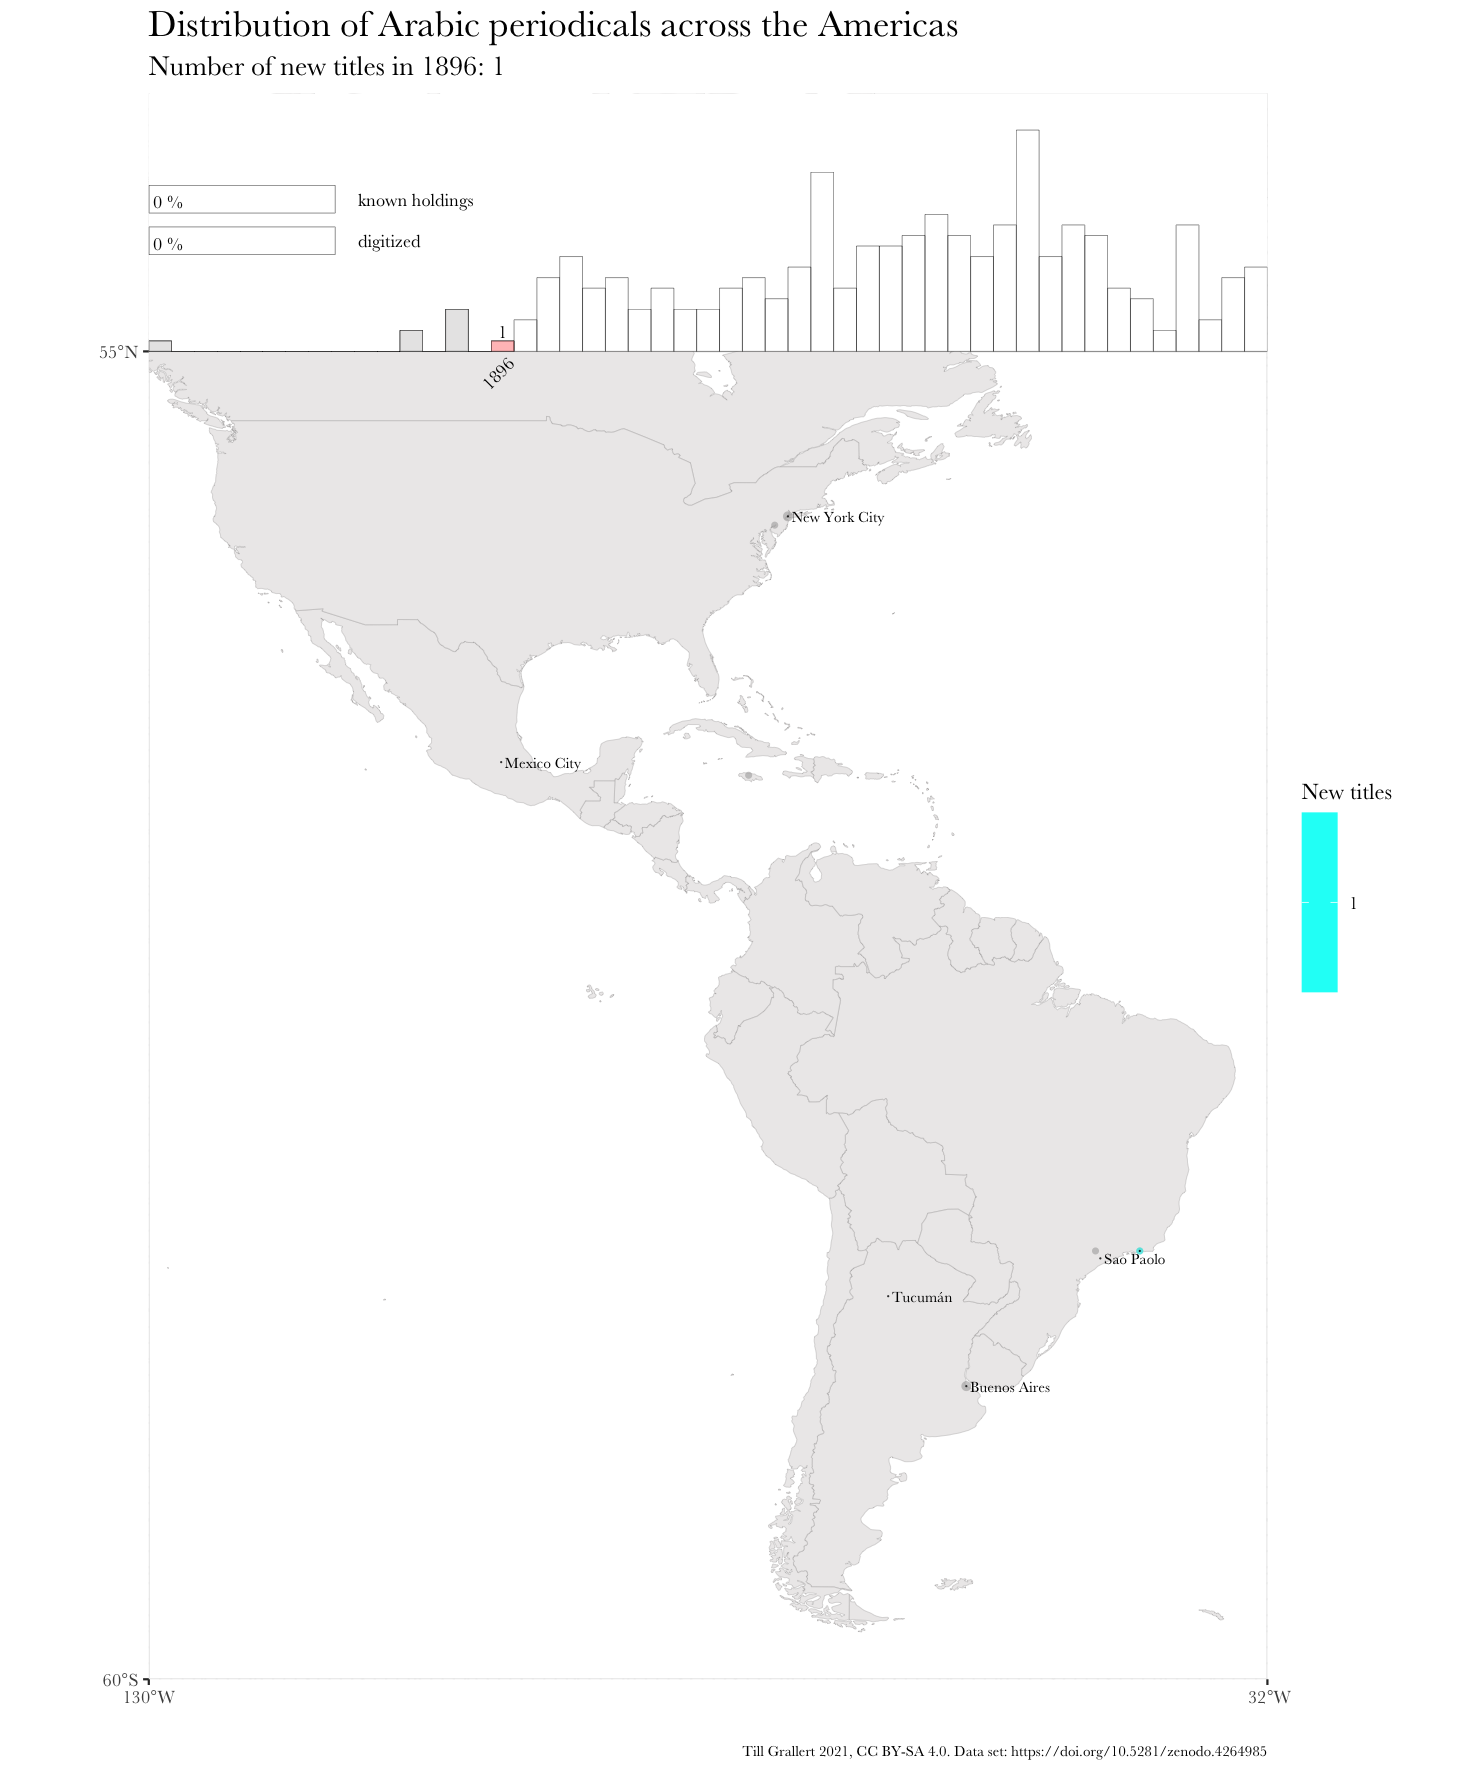 Distribution of Arabic periodicals across the Americas
Number of new titles in 1896: 1
0 %
known holdings
0 %
digitized
1
55°N
1896
New York City
Mexico City
New titles
1
Sao Paolo
Tucumán
Buenos Aires
60°S
130°W
32°W
Till Grallert 2021, CC BY-SA 4.0. Data set: https://doi.org/10.5281/zenodo.4264985